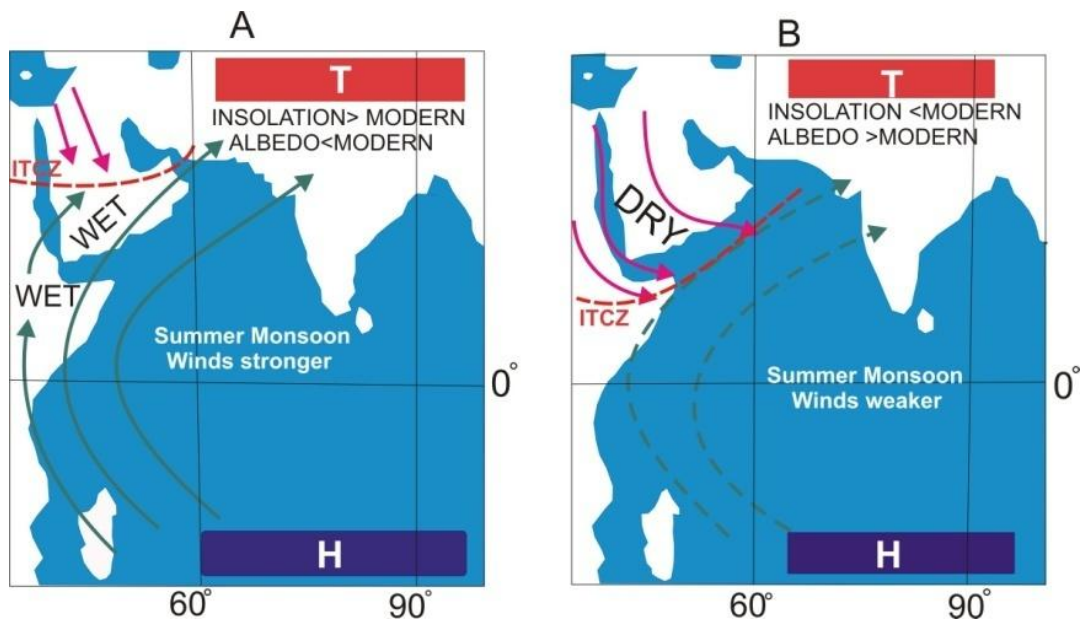 A
T
INSOLATION> MODERN
ALBEDO<MODERN
ITCZ
WET
WET
Summer Monsoon
Winds stronger
0°
H
60°
90°
B
T
INSOLATION <MODERN
ALBEDO >MODERN
DRY
ITCZ
Summer Monsoon
Winds weaker
0°
H
60°
90°